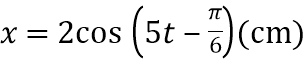 x = 2cos (5t − π/6)(cm)